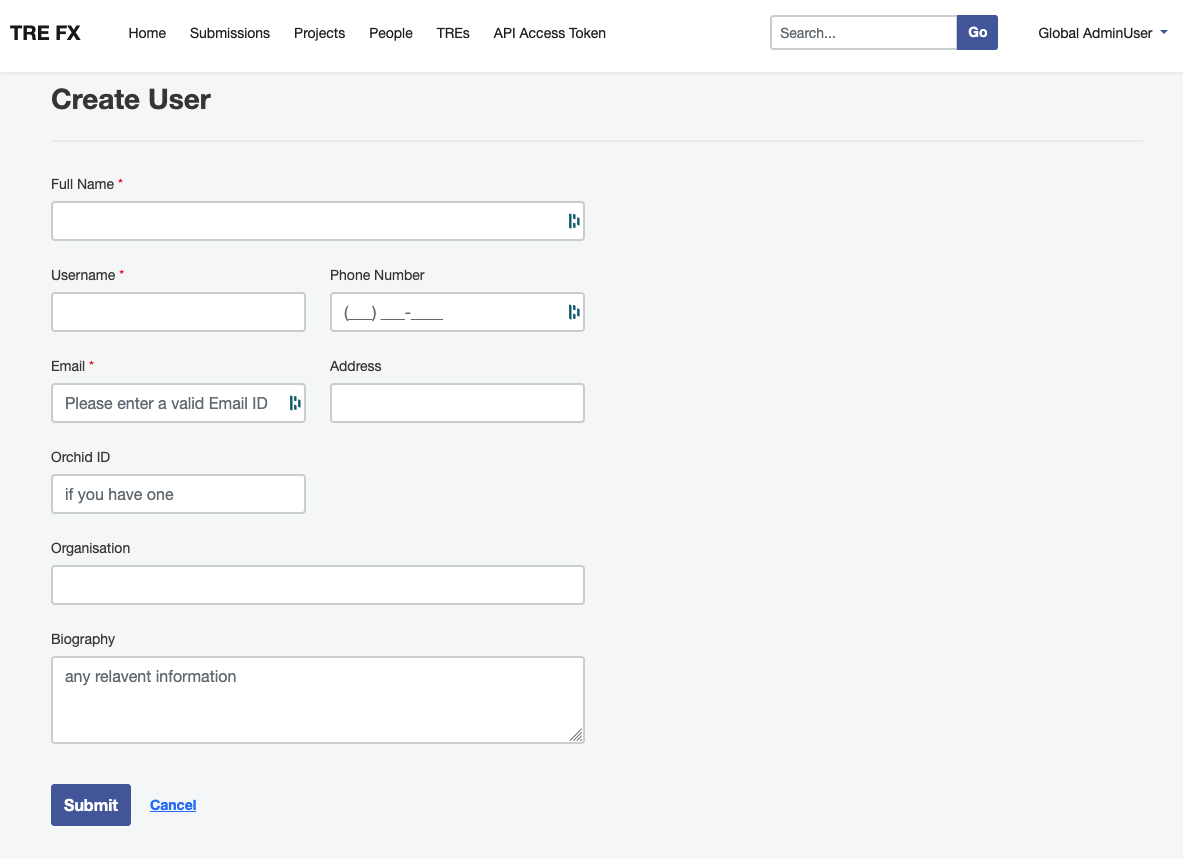 TRE FX Home Submissions Projects People TREs API Access Token Search... Go Global AdminUser
Create User
Full Name *
Username * Phone Number
(___) ___-____
Email * Address
Please enter a valid Email ID
Orchid ID
if you have one
Organisation
Biography
any relavent information
Submit Cancel